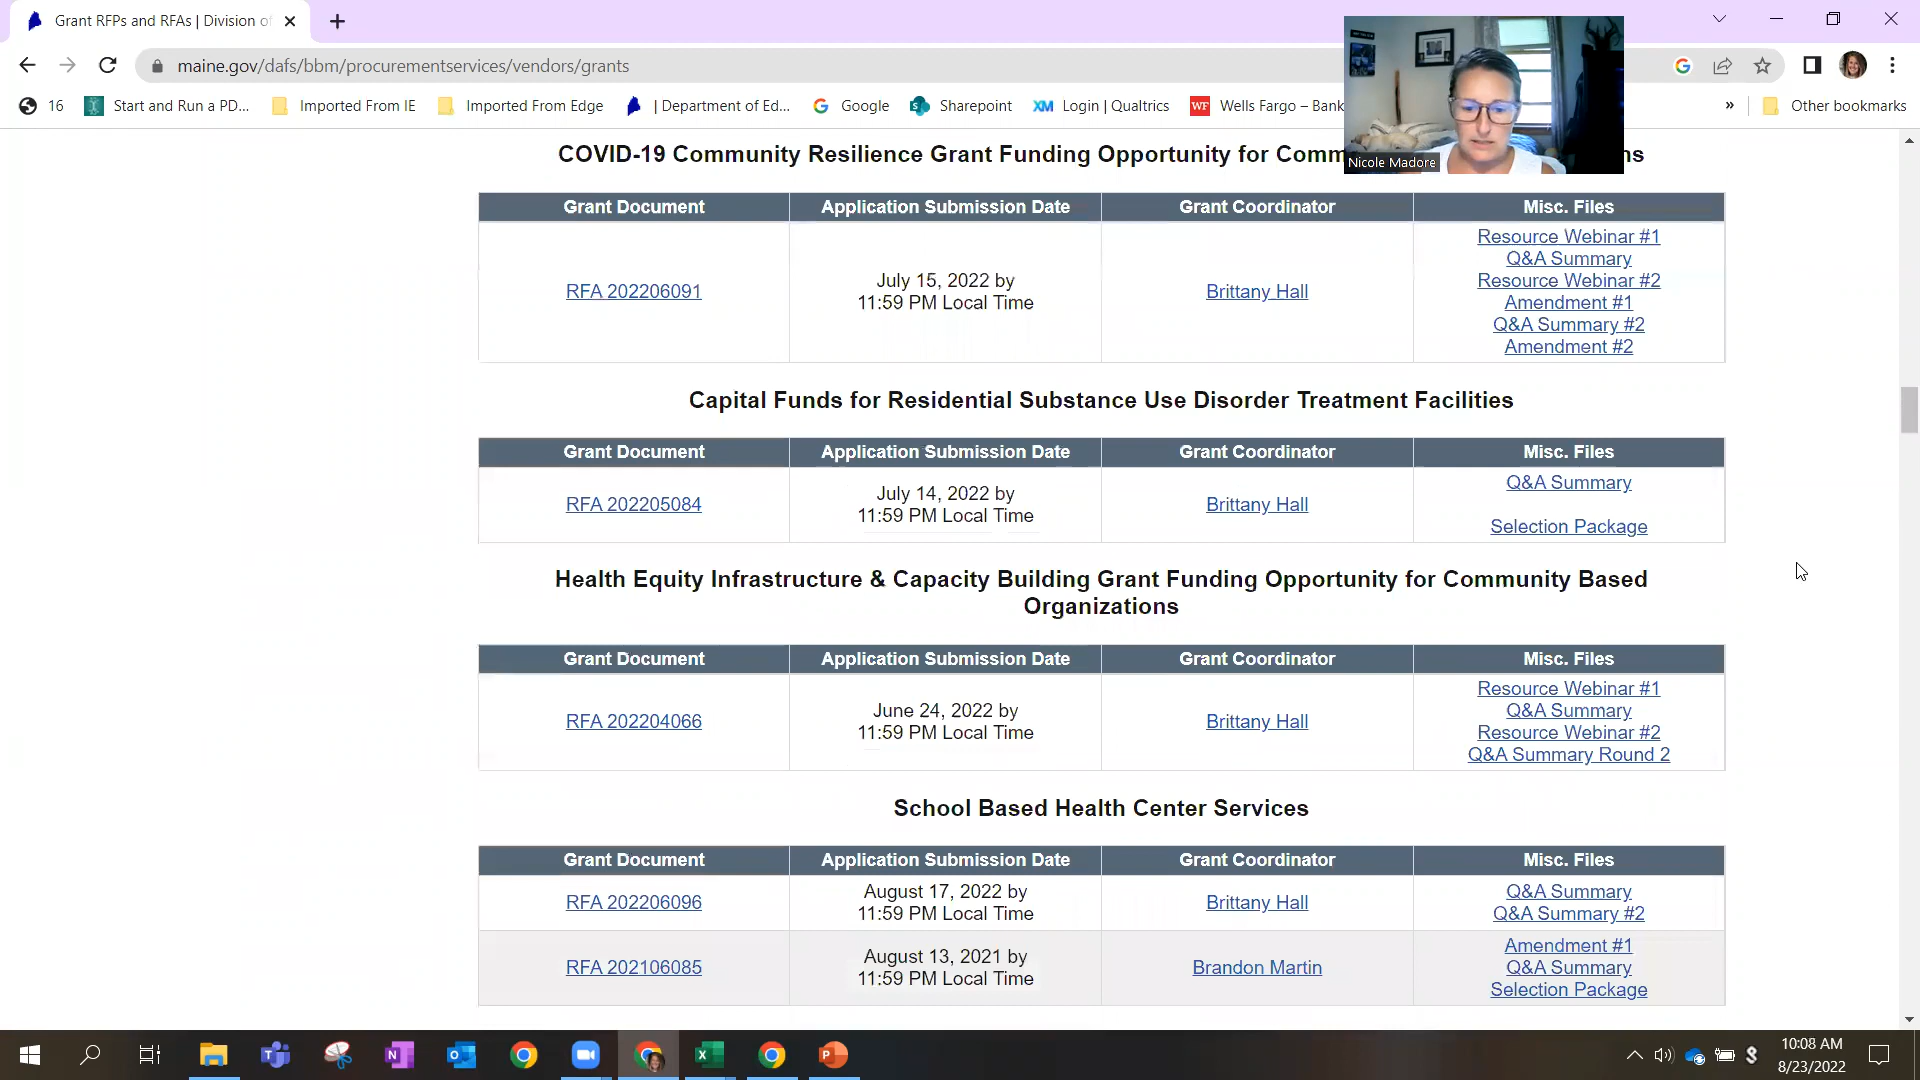 Grant RFPs and RFAs | Division of
maine.gov/dafs/bbm/procurementservices/vendors/grants
16
Start and Run a PD...
Imported From IE
Imported From Edge
| Department of Ed...
Google
Sharepoint
XM
Login | Qualtrics
WF
Wells Fargo – Bank
»
Other bookmarks
Nicole Madore
COVID-19 Community Resilience Grant Funding Opportunity for
Grant Document Application Submission Date Grant Coordinator Misc. Files
RFA 202206091
July 15, 2022 by
11:59 PM Local Time
Brittany Hall
Resource Webinar #1
Q&A Summary
Resource Webinar #2
Amendment #1
Q&A Summary #2
Amendment #2
Capital Funds for Residential Substance Use Disorder Treatment Facilities
Grant Document Application Submission Date Grant Coordinator Misc. Files
RFA 202205084
July 14, 2022 by
11:59 PM Local Time
Brittany Hall
Q&A Summary
Selection Package
Health Equity Infrastructure & Capacity Building Grant Funding Opportunity for Community Based
Organizations
Grant Document Application Submission Date Grant Coordinator Misc. Files
RFA 202204066
June 24, 2022 by
11:59 PM Local Time
Brittany Hall
Resource Webinar #1
Q&A Summary
Resource Webinar #2
Q&A Summary Round 2
School Based Health Center Services
Grant Document Application Submission Date Grant Coordinator Misc. Files
RFA 202206096
August 17, 2022 by
11:59 PM Local Time
Brittany Hall
Q&A Summary
Q&A Summary #2
RFA 202106085
August 13, 2021 by
11:59 PM Local Time
Brandon Martin
Amendment #1
Q&A Summary
Selection Package
10:08 AM
8/23/2022